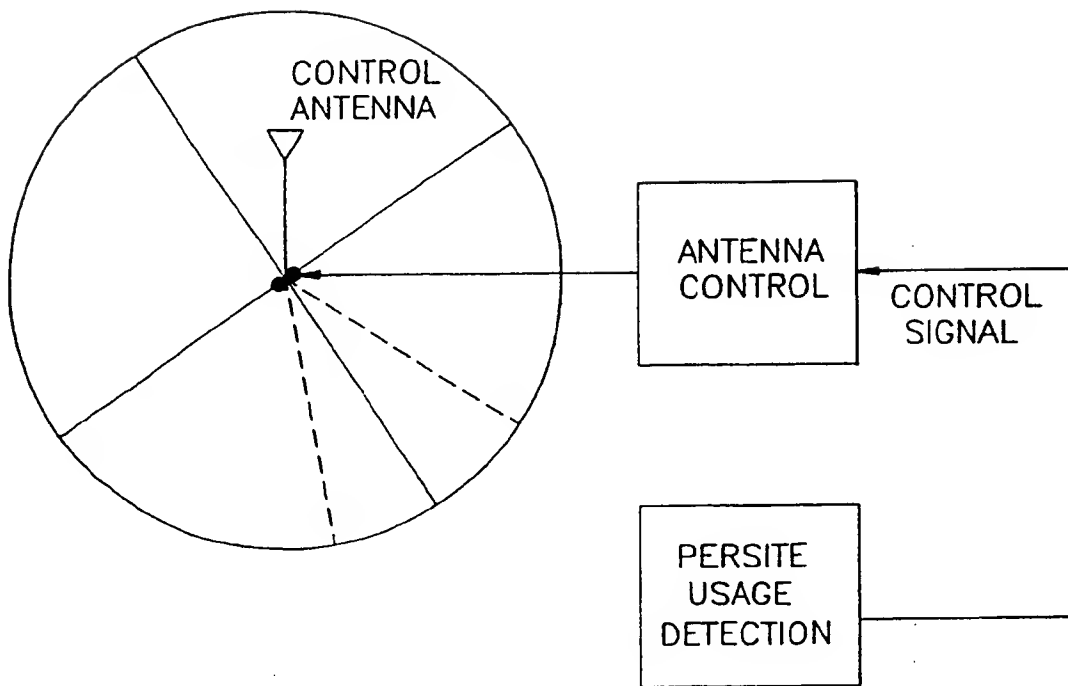 CONTROL
ANTENNA
ANTENNA
CONTROL
CONTROL
SIGNAL
PERSITE
USAGE
DETECTION